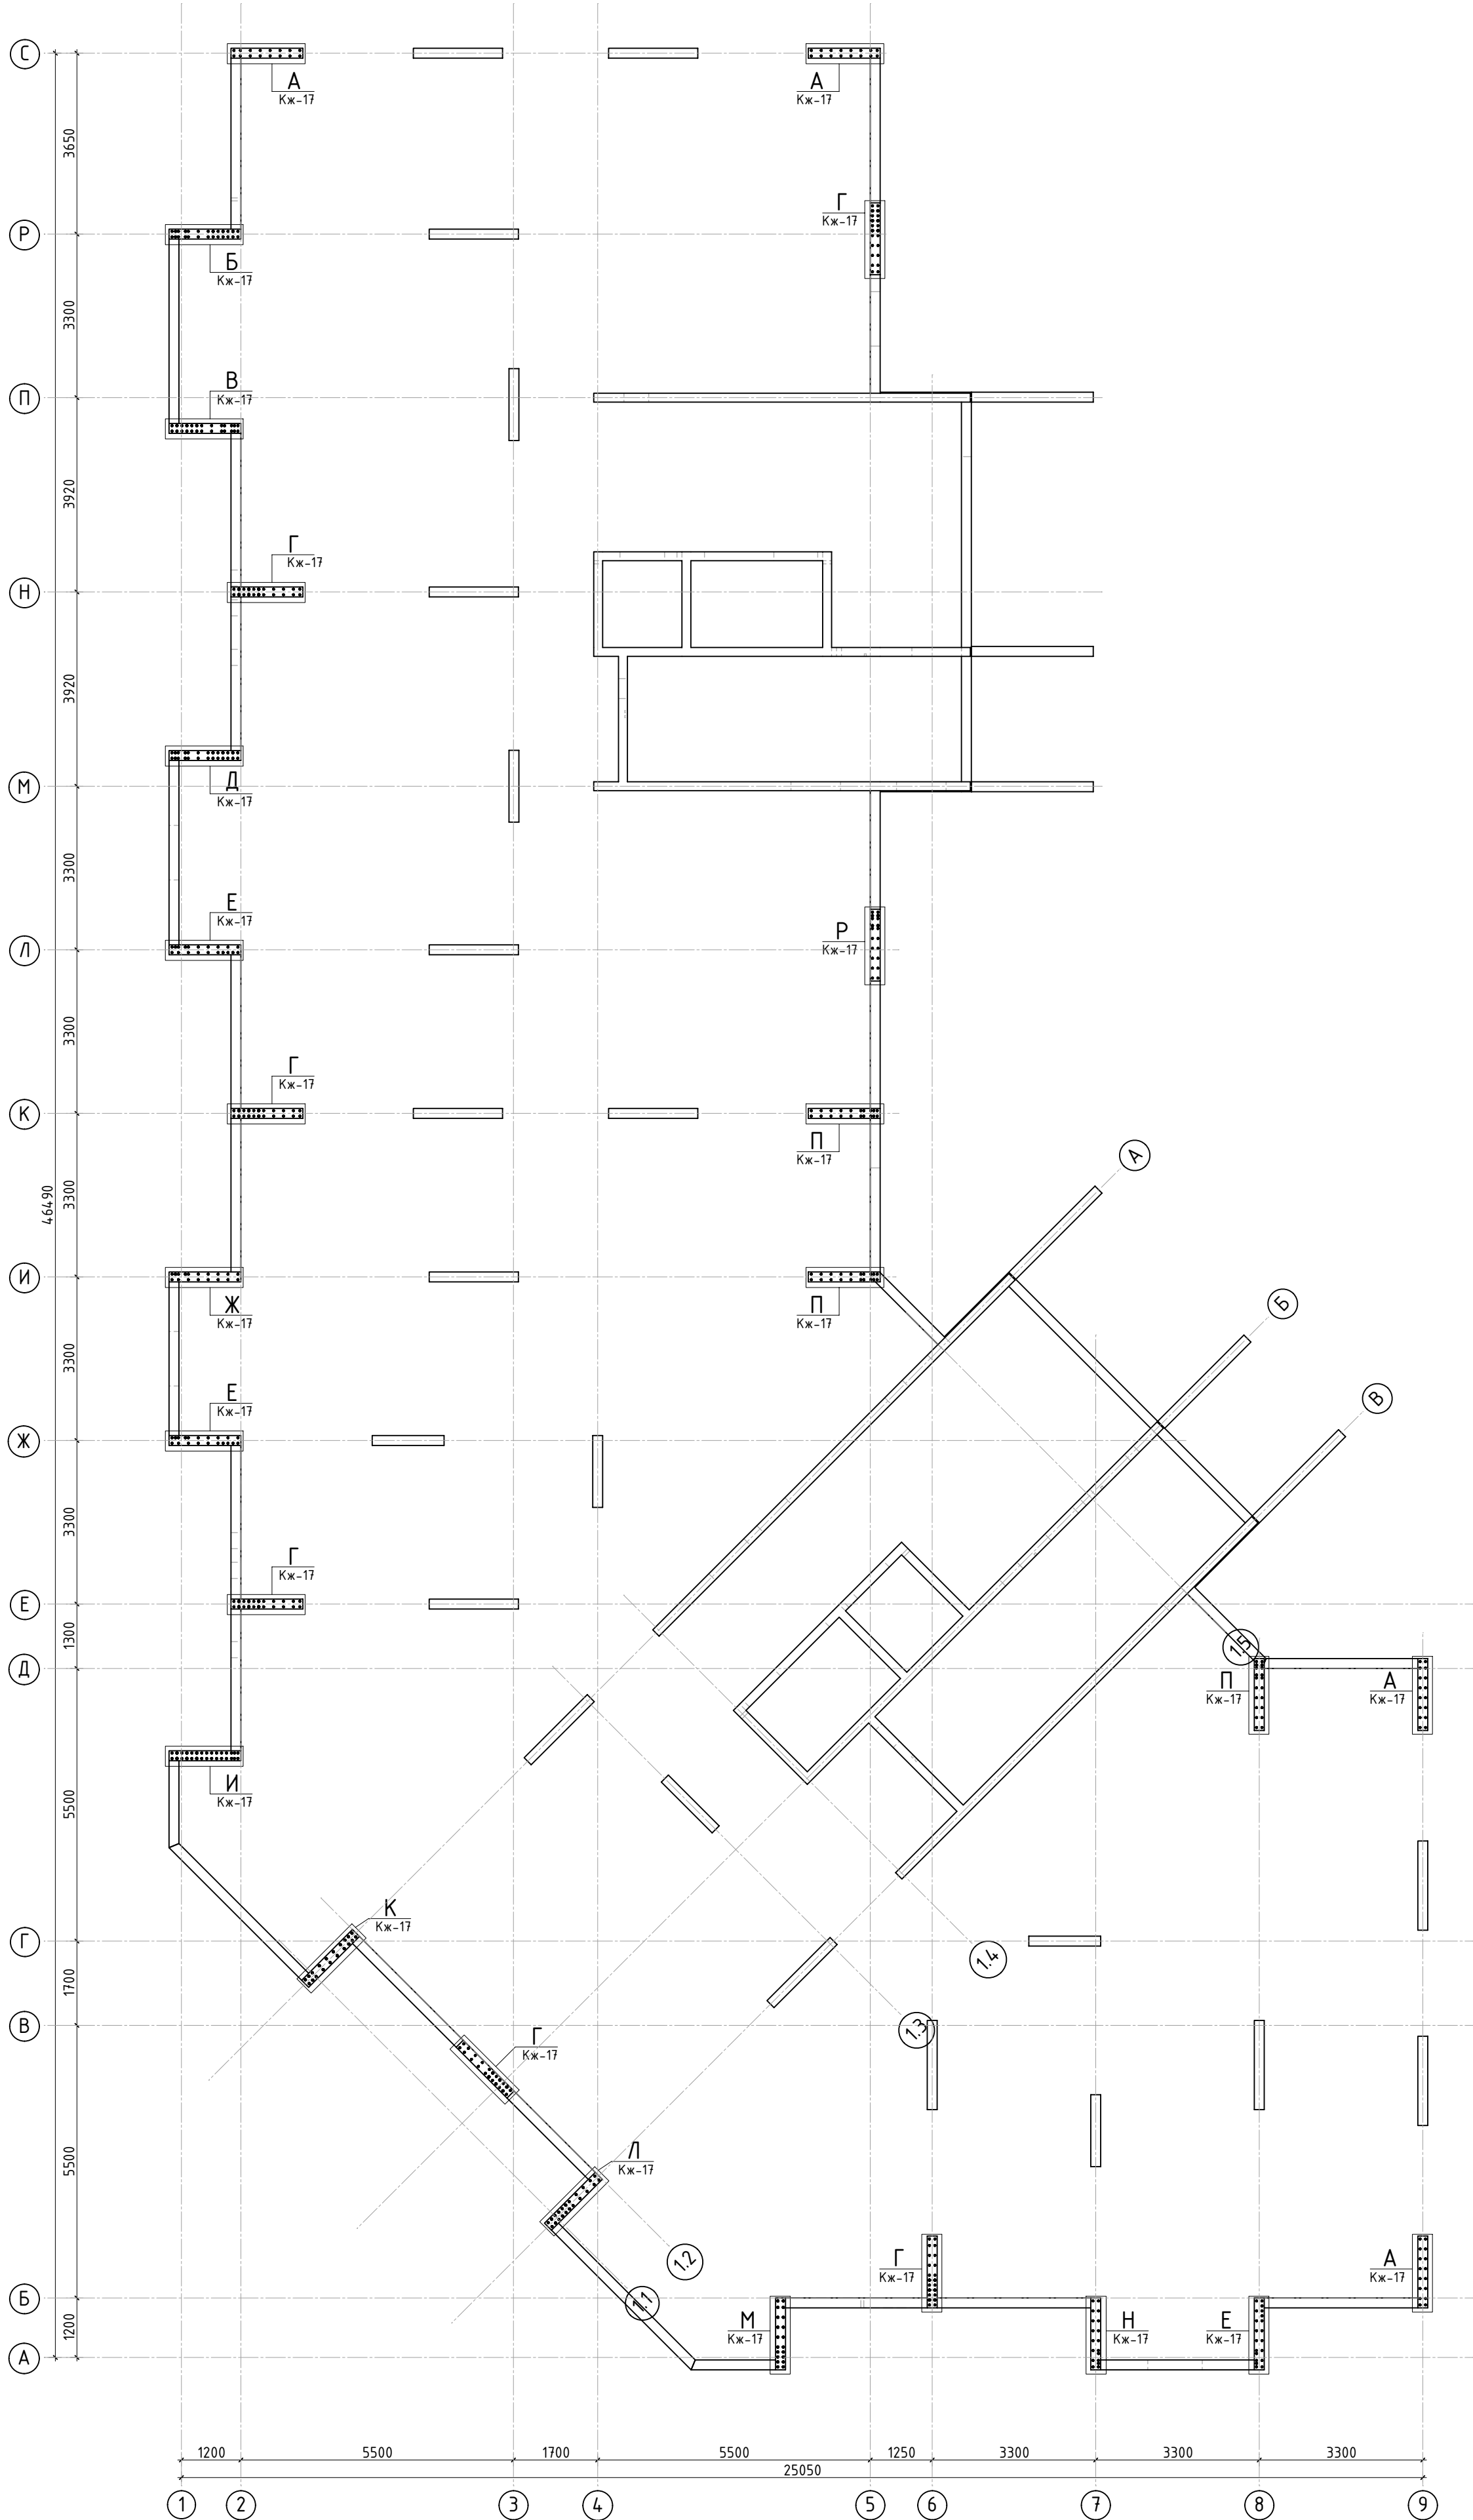 С
А
Кж-17
А
Кж-17
3650
Г
Кж-17
Р
Б
Кж-17
3300
В
Кж-17
П
3920
Г
Кж-17
Н
3920
Д
Кж-17
М
3300
Е
Кж-17
Р
Кж-17
Л
3300
Г
Кж-17
К
П
Кж-17
А
46490
3300
И
Ж
Кж-17
П
Кж-17
Б
3300
Е
Кж-17
В
Ж
3300
Г
Кж-17
Е
1300
1.5
Д
П
Кж-17
А
Кж-17
И
Кж-17
5500
К
Кж-17
Г
1.4
1700
В
1.3
Г
Кж-17
5500
Л
Кж-17
1.2
Г
Кж-17
А
Кж-17
Б
1.1
1200
М
Кж-17
Н
Кж-17
Е
Кж-17
А
1200
5500
1700
5500
1250
3300
3300
3300
25050
1
2
3
4
5
6
7
8
9